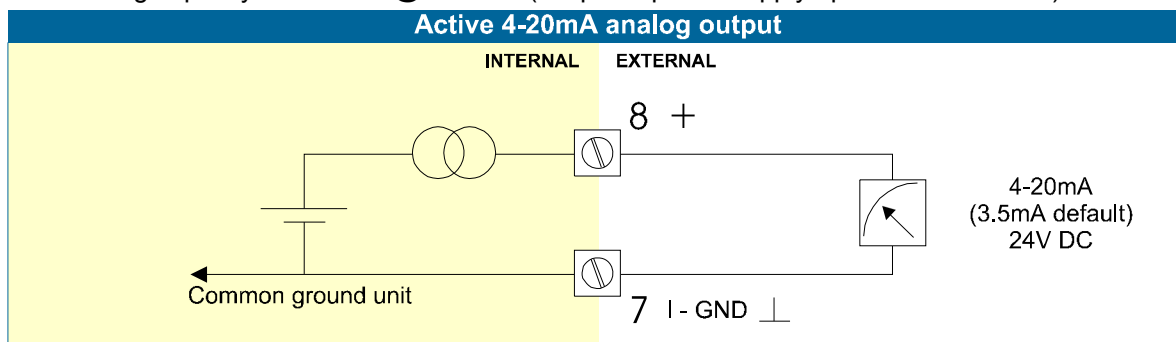 Active 4-20mA analog output
INTERNAL EXTERNAL
8 +
4-20mA
(3.5mA default)
24V DC
Common ground unit
7 I - GND ⊥